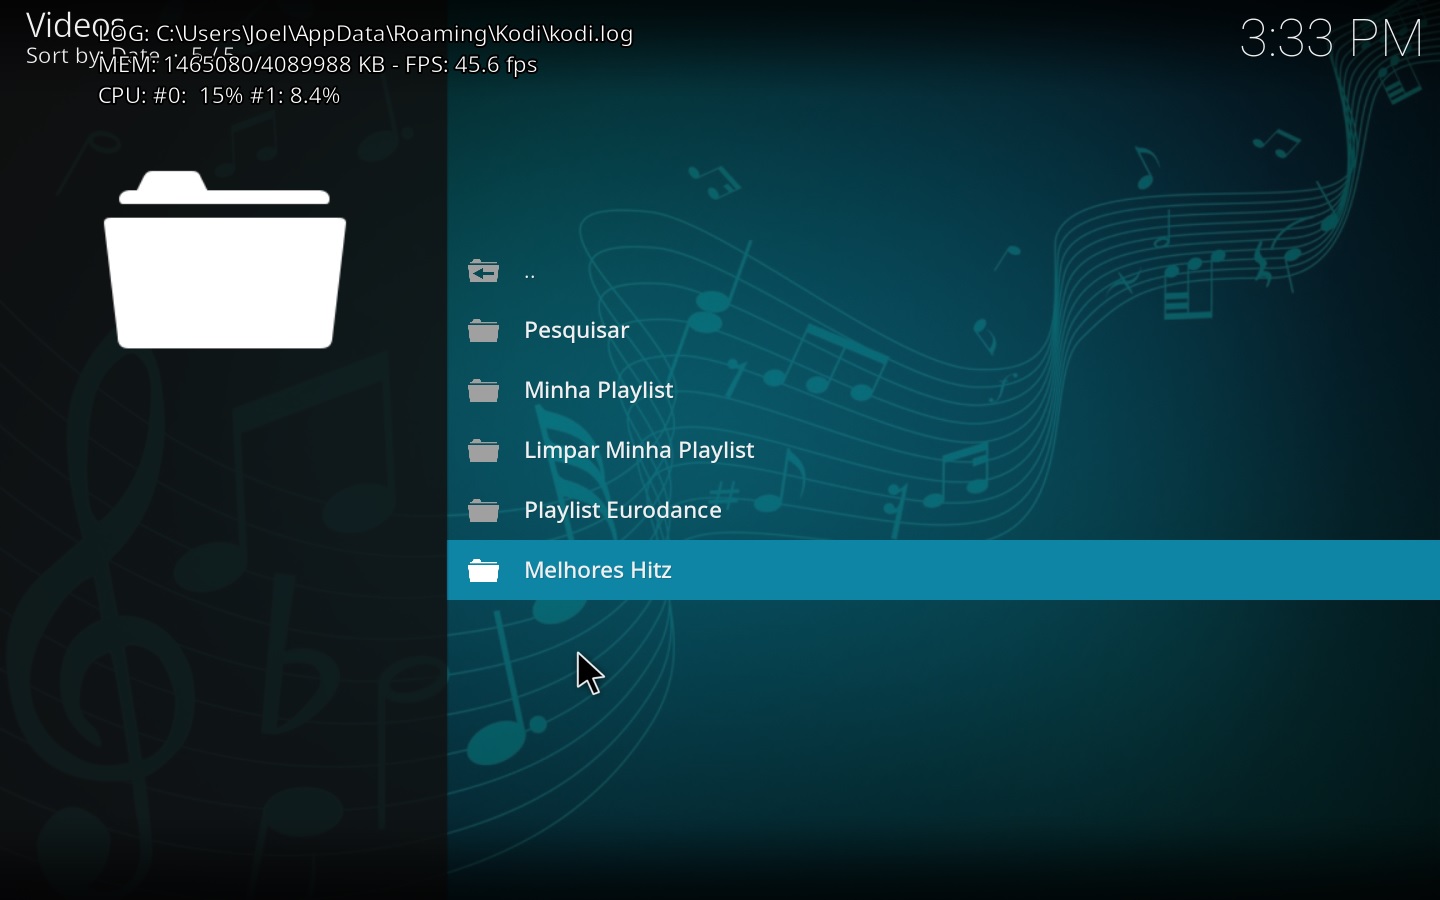 Videos
LOG: C:\Users\Joel\AppData\Roaming\Kodi\kodi.log
3:33 PM
Sort by: Date · 5 / 5
MEM: 1465080/4089988 KB - FPS: 45.6 fps
CPU: #0: 15% #1: 8.4%
..
Pesquisar
Minha Playlist
Limpar Minha Playlist
Playlist Eurodance
Melhores Hitz